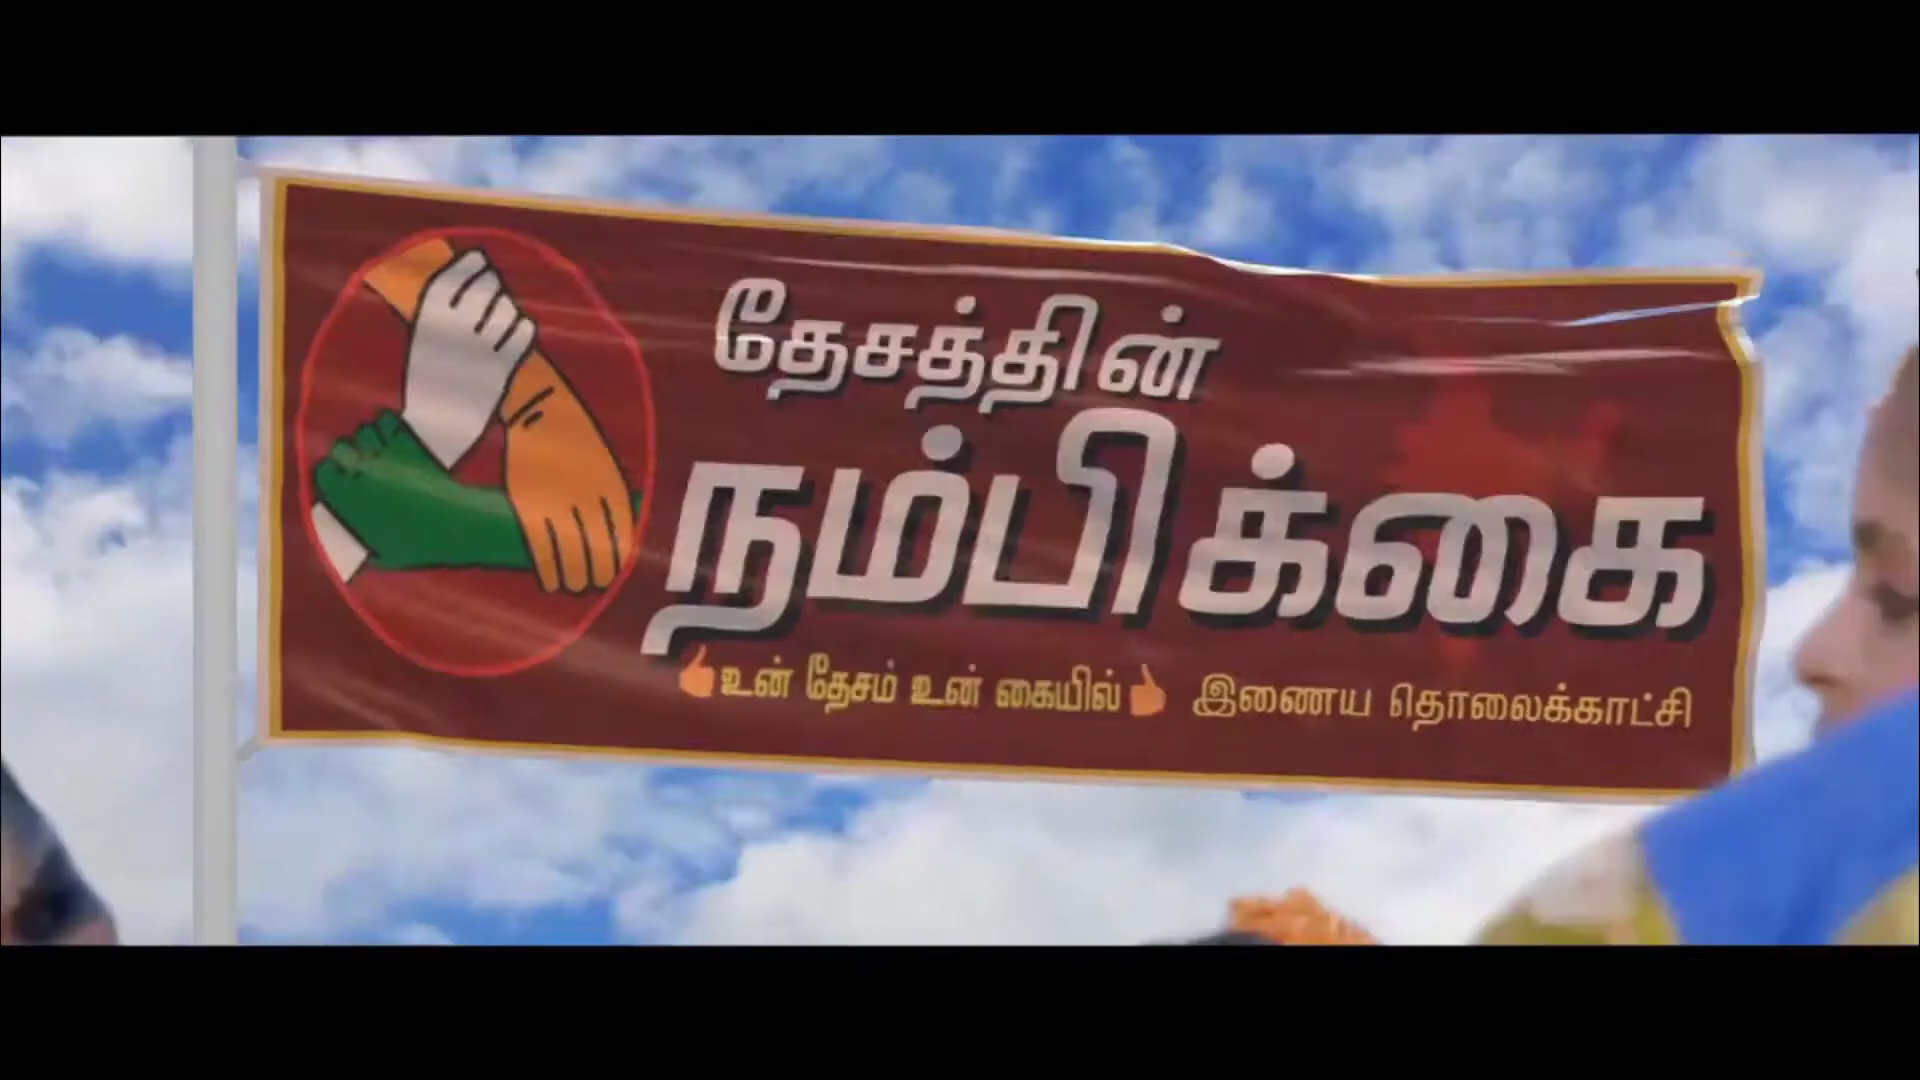 தேசத்தின்
நம்பிக்கை
உன் தேசம் உன் கையில் இணைய தொலைக்காட்சி